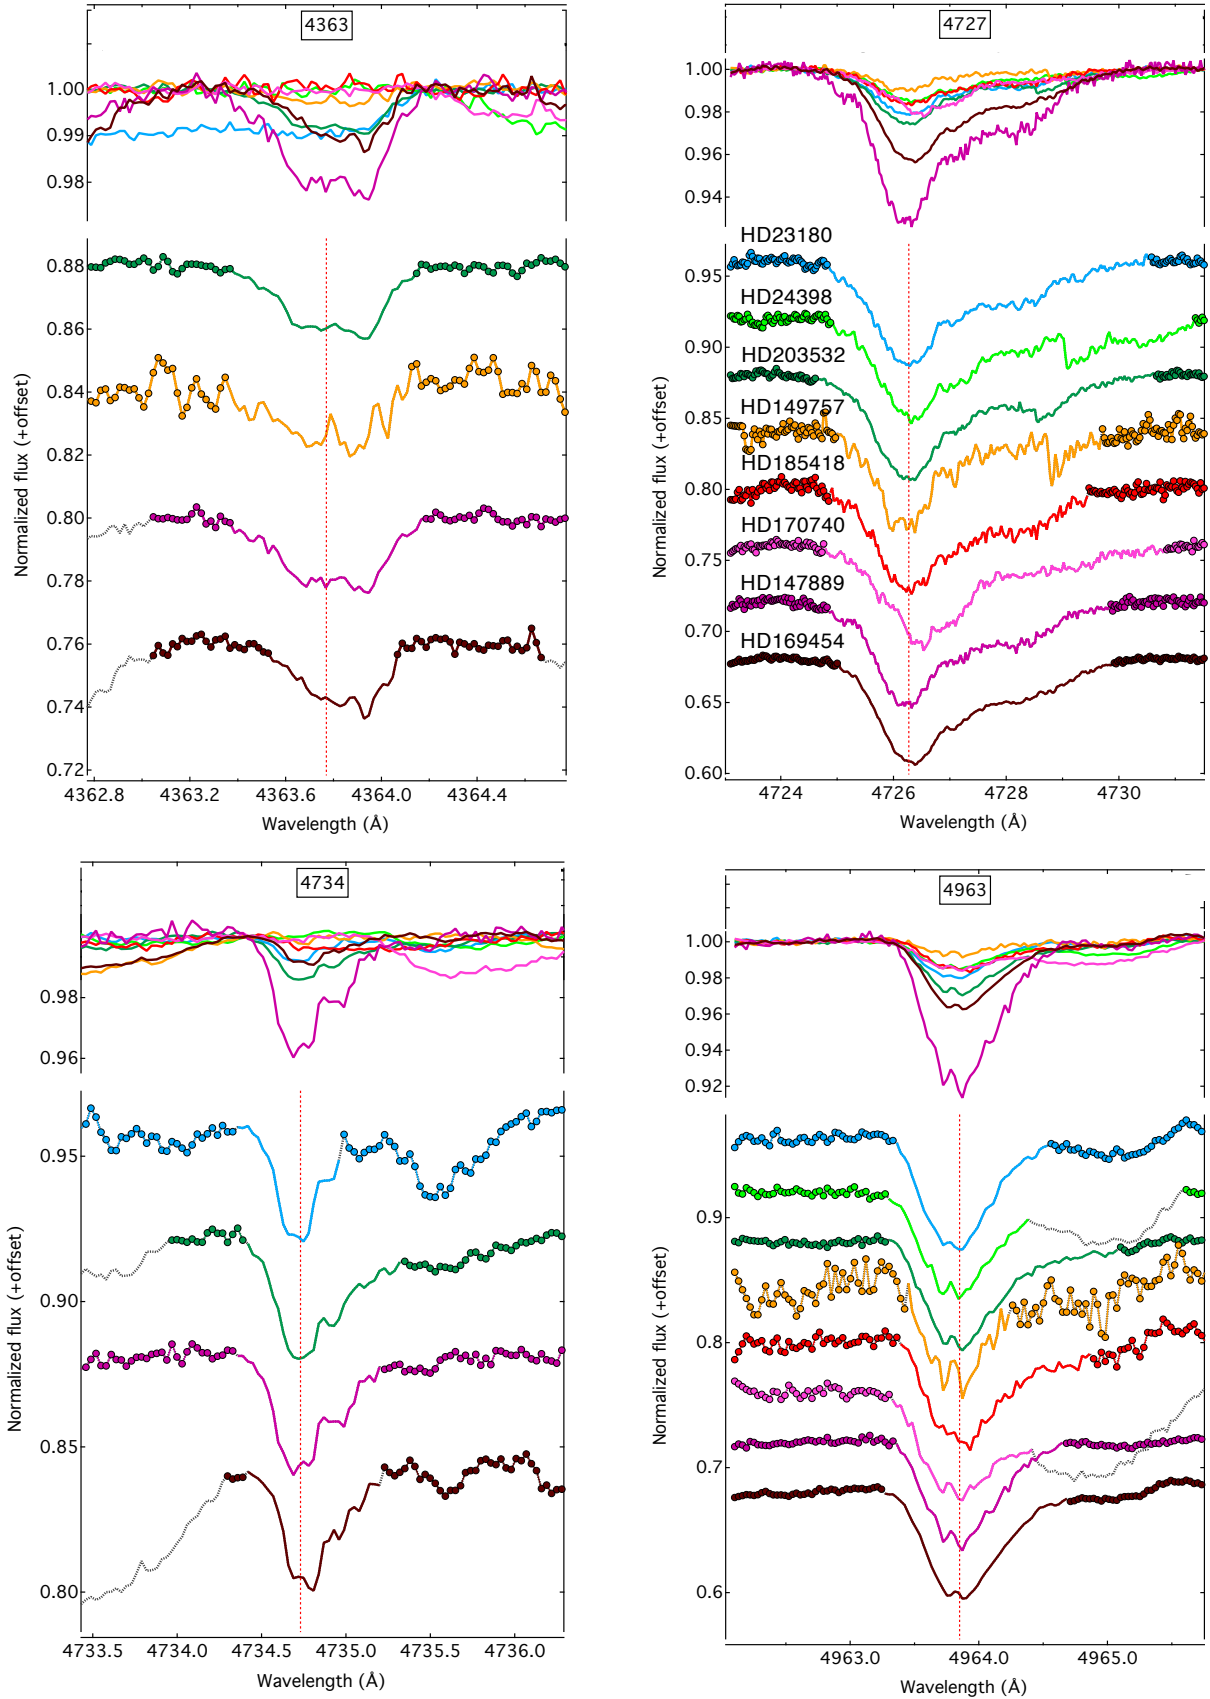 4363
1.00
0.99
0.98
0.88
0.86
0.84
0.82
0.80
0.78
0.76
0.74
0.72
Normalized flux (+offset)
4362.8 4363.2 4363.6 4364.0 4364.4
Wavelength (Å)
4727
1.00
0.98
0.96
0.94
HD23180
0.95
HD24398
0.90
HD203532
0.85
HD149757
HD185418
0.80
HD170740
0.75
HD147889
0.70
HD169454
0.65
0.60
Normalized flux (+offset)
4724 4726 4728 4730
Wavelength (Å)
4734
0.98
0.96
0.95
0.90
0.85
0.80
Normalized flux (+offset)
4733.5 4734.0 4734.5 4735.0 4735.5 4736.0
Wavelength (Å)
4963
1.00
0.98
0.96
0.94
0.92
0.9
0.8
0.7
0.6
Normalized flux (+offset)
4963.0 4964.0 4965.0
Wavelength (Å)